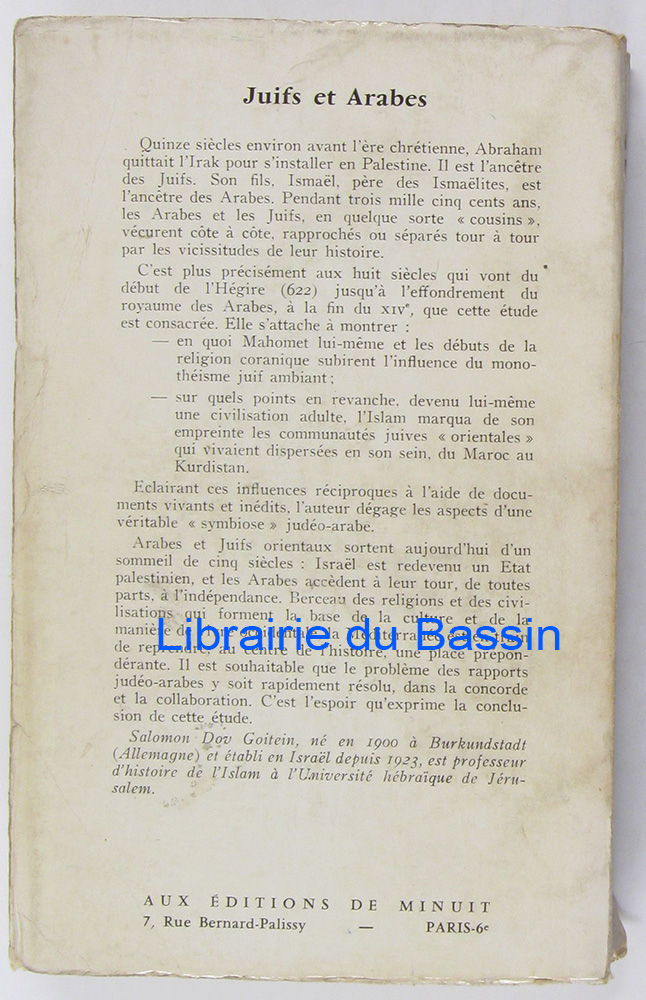 Juifs et Arabes
Quinze siècles environ avant l'ère chrétienne, Abraham
quittait l'Irak pour s'installer en Palestine. Il est l'ancêtre
des Juifs. Son fils, Ismaël, père des Ismaëlites, est
l'ancêtre des Arabes. Pendant trois mille cinq cents ans,
les Arabes et les Juifs, en quelque sorte « cousins »,
vécurent côte à côte, rapprochés ou séparés tour à tour
par les vicissitudes de leur histoire.
C'est plus précisément aux huit siècles qui vont du
début de l'Hégire (622) jusqu'à l'effondrement du
royaume des Arabes, à la fin du XIVe, que cette étude
est consacrée. Elle s'attache à montrer :
— en quoi Mahomet lui-même et les débuts de la
religion coranique subirent l'influence du mono-
théisme juif ambiant ;
— sur quels points en revanche, devenu lui-même
une civilisation adulte, l'Islam marqua de son
empreinte les communautés juives « orientales »
qui vivaient dispersées en son sein, du Maroc au
Kurdistan.
Eclairant ces influences réciproques à l'aide de docu-
ments vivants et inédits, l'auteur dégage les aspects d'une
véritable « symbiose » judéo-arabe.
Arabes et Juifs orientaux sortent aujourd'hui d'un
sommeil de cinq siècles : Israël est redevenu un Etat
palestinien, et les Arabes accèdent à leur tour, de toutes
parts, à l'indépendance. Berceau des religions et des civi-
lisations qui forment la base de la culture et de la
manière de la Méditerranée
Librairie du Bassin
de reprendre, au centre de l'histoire, une place prépon-
dérante. Il est souhaitable que le problème des rapports
judéo-arabes y soit rapidement résolu, dans la concorde
et la collaboration. C'est l'espoir qu'exprime la conclu-
sion de cette étude.
Salomon Dov Goitein, né en 1900 à Burkundstadt
(Allemagne) et établi en Israël depuis 1923, est professeur
d'histoire de l'Islam à l'Université hébraïque de Jéru-
salem.
AUX ÉDITIONS DE MINUIT
7, Rue Bernard-Palissy — PARIS-6e